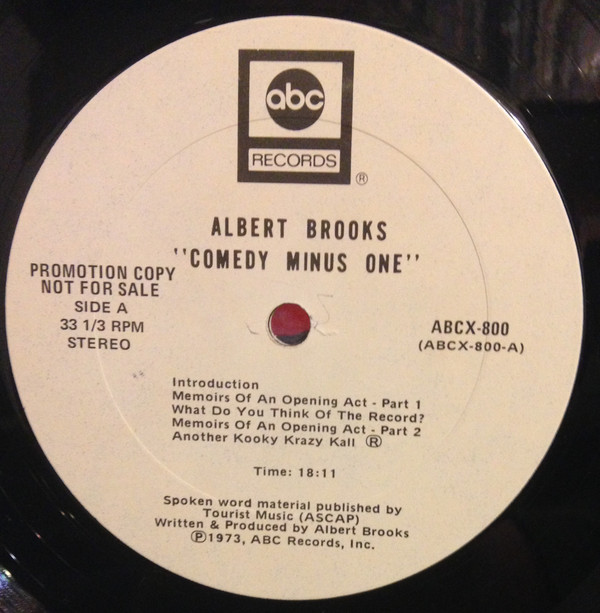 abc
RECORDS
®
ALBERT BROOKS
"COMEDY MINUS ONE"
PROMOTION COPY
NOT FOR SALE
SIDE A
33 1/3 RPM
STEREO
ABCX-800
(ABCX-800-A)
Introduction
Memoirs Of An Opening Act - Part 1
What Do You Think Of The Record?
Memoirs Of An Opening Act - Part 2
Another Kooky Krazy Kall ®
Time: 18:11
Spoken word material published by
Tourist Music (ASCAP)
Written & Produced by Albert Brooks
℗1973, ABC Records, Inc.